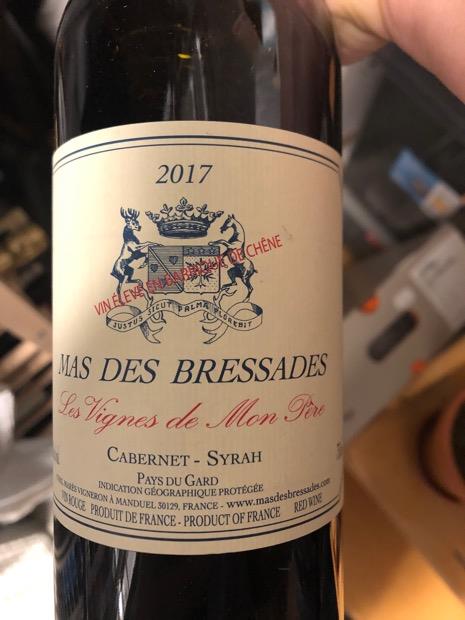 2017
VIN ÉLEVÉ EN BARRIQUE DE CHÊNE
JUSTUS SICUT PALMA FLOREBIT
MAS DES BRESSADES
Les Vignes de Mon Père
CABERNET - SYRAH
PAYS DU GARD
INDICATION GÉOGRAPHIQUE PROTÉGÉE
MARÈS VIGNERON À MANDUEL 30129, FRANCE - www.masdesbressades.com
VIN ROUGE PRODUIT DE FRANCE - PRODUCT OF FRANCE RED WINE